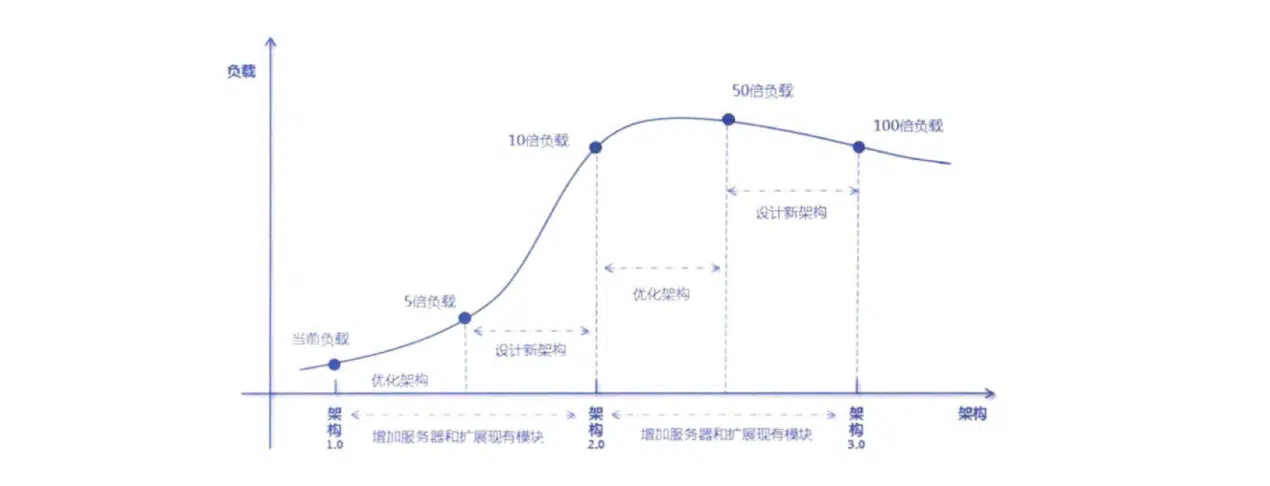 负载
50倍负载
100倍负载
10倍负载
设计新架构
优化架构
5倍负载
设计新架构
当前负载
优化架构
架构1.0
增加服务器和扩展现有模块
架构2.0
增加服务器和扩展现有模块
架构3.0
架构